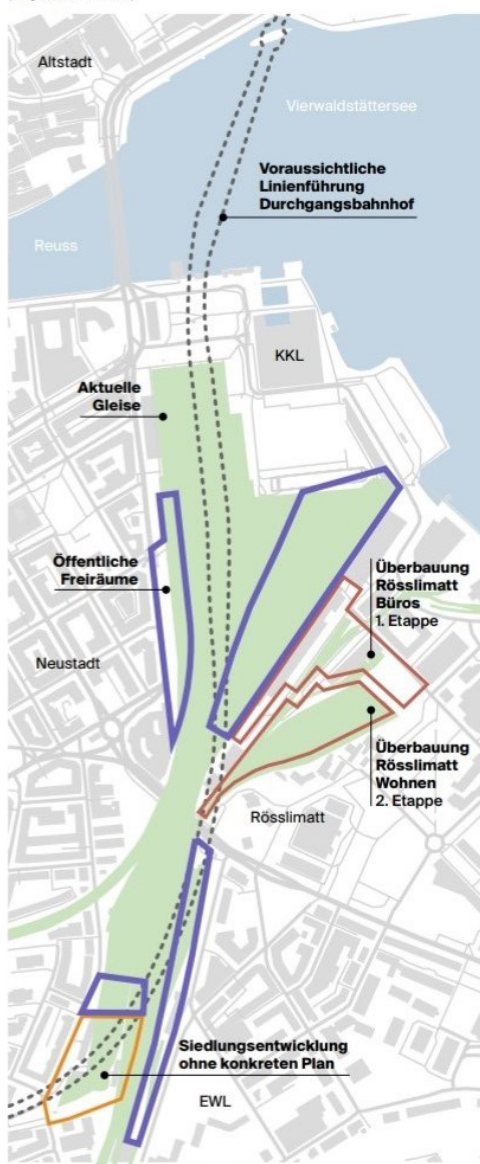 Altstadt
Vierwaldstättersee
Voraussichtliche
Linienführung
Durchgangsbahnhof
Reuss
KKL
Aktuelle
Gleise
Öffentliche
Freiräume
Überbauung
Rösslimatt
Büros
1. Etappe
Neustadt
Überbauung
Rösslimatt
Wohnen
2. Etappe
Rösslimatt
Siedlungsentwicklung
ohne konkreten Plan
EWL